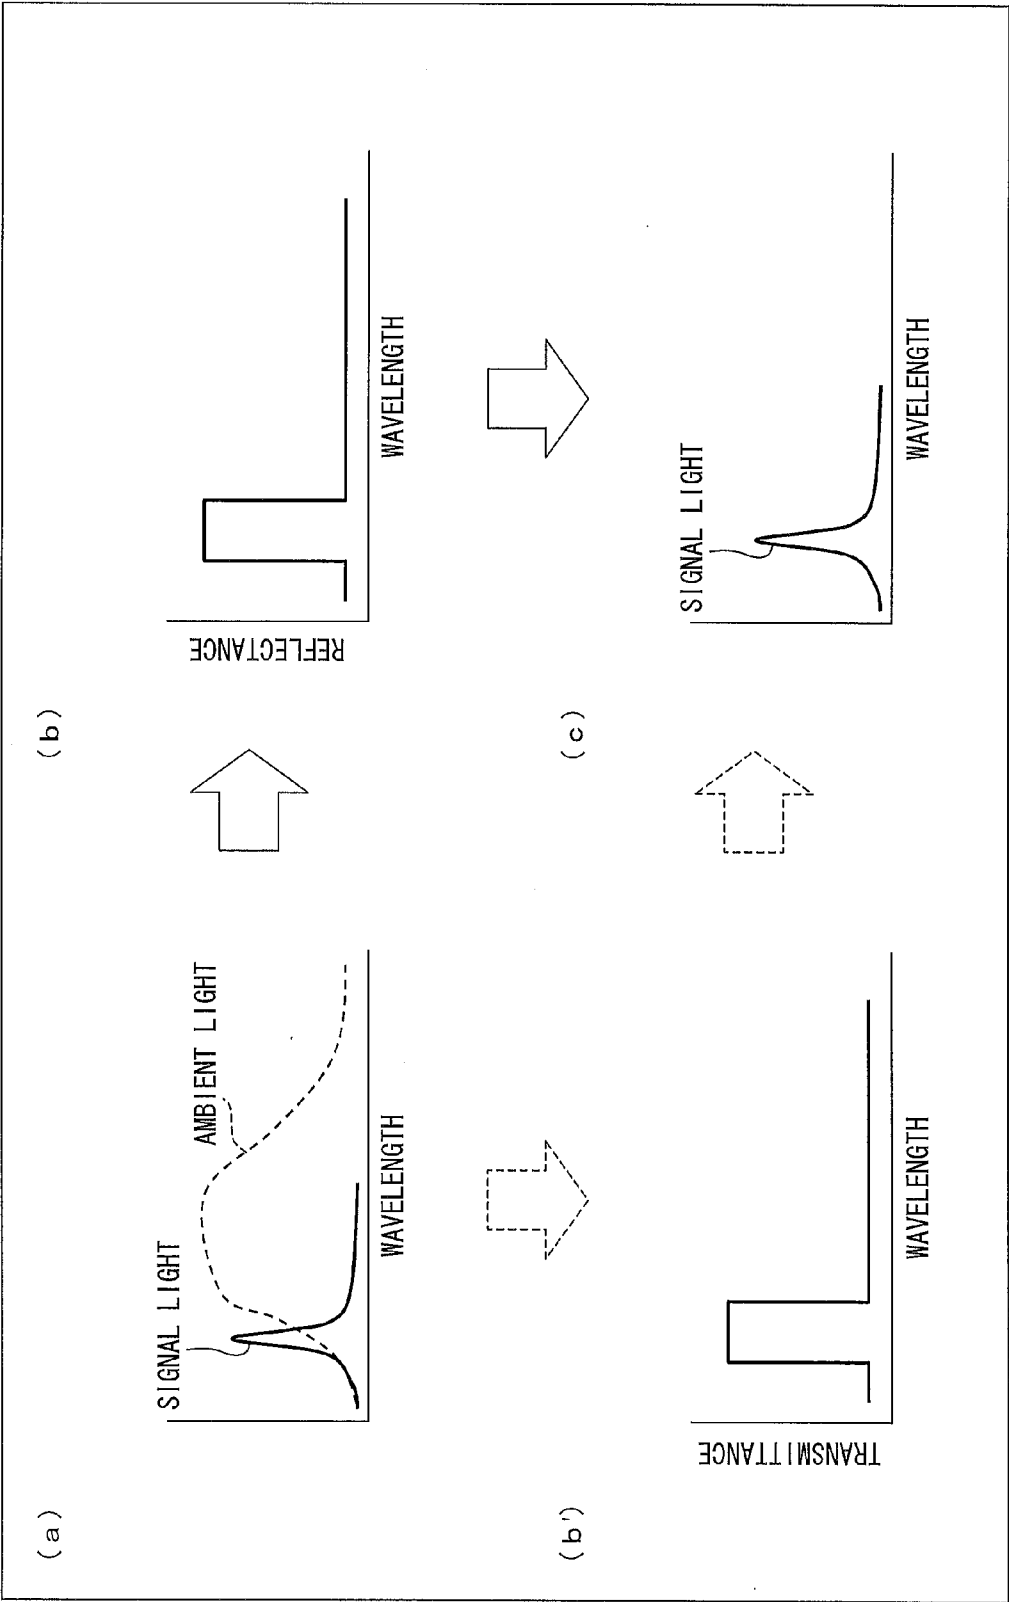 (a)
SIGNAL LIGHT
AMBIENT LIGHT
WAVELENGTH
(b)
REFLECTANCE
WAVELENGTH
(b')
TRANSMITTANCE
WAVELENGTH
(c)
SIGNAL LIGHT
WAVELENGTH